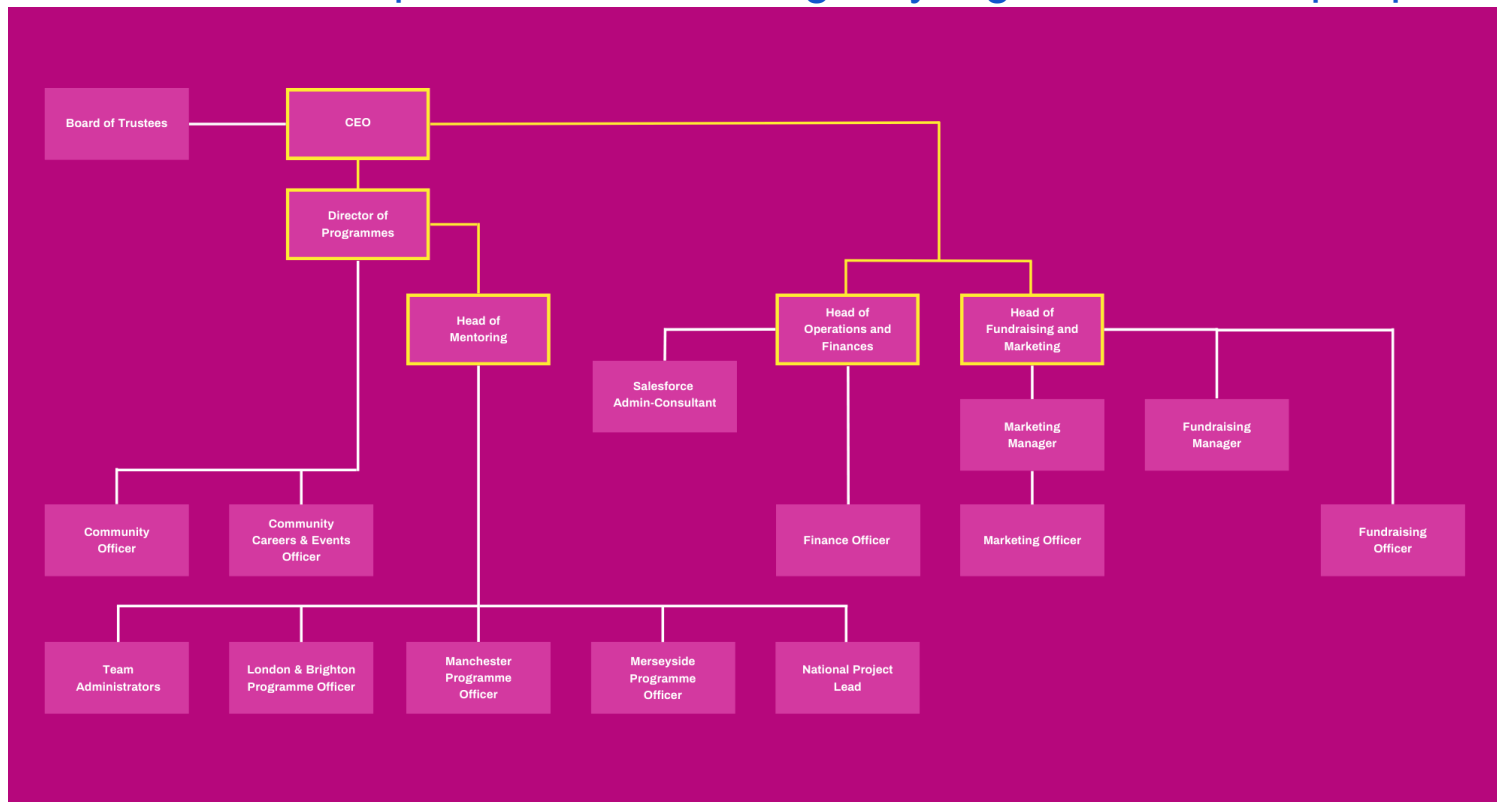 Board of Trustees
CEO
Director of
Programmes
Head of
Mentoring
Head of
Operations and
Finances
Head of
Fundraising and
Marketing
Salesforce
Admin-Consultant
Marketing
Manager
Fundraising
Manager
Community
Officer
Community
Careers & Events
Officer
Finance Officer
Marketing Officer
Fundraising
Officer
Team
Administrators
London & Brighton
Programme Officer
Manchester
Programme
Officer
Merseyside
Programme
Officer
National Project
Lead